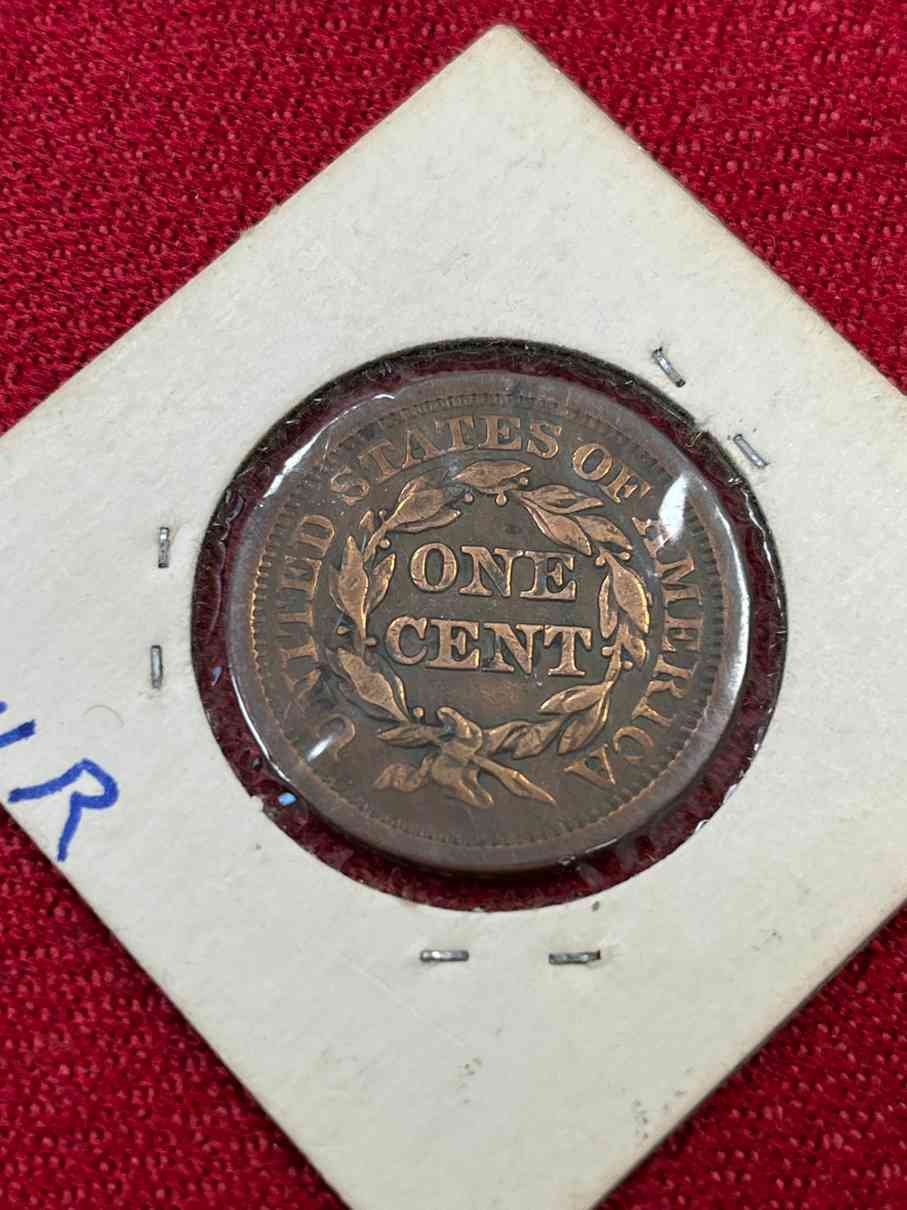 UNITED STATES OF AMERICA
ONE
CENT
R